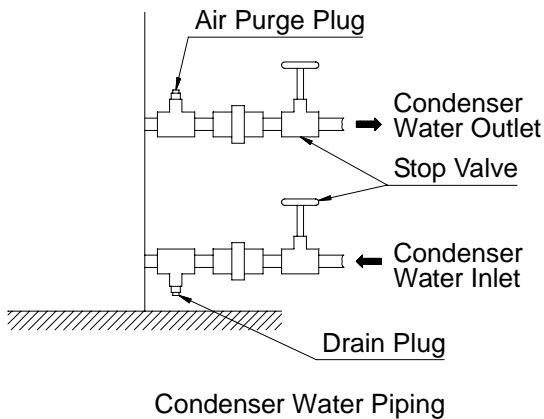 Air Purge Plug
Condenser
Water Outlet
Stop Valve
Condenser
Water Inlet
Drain Plug
Condenser Water Piping